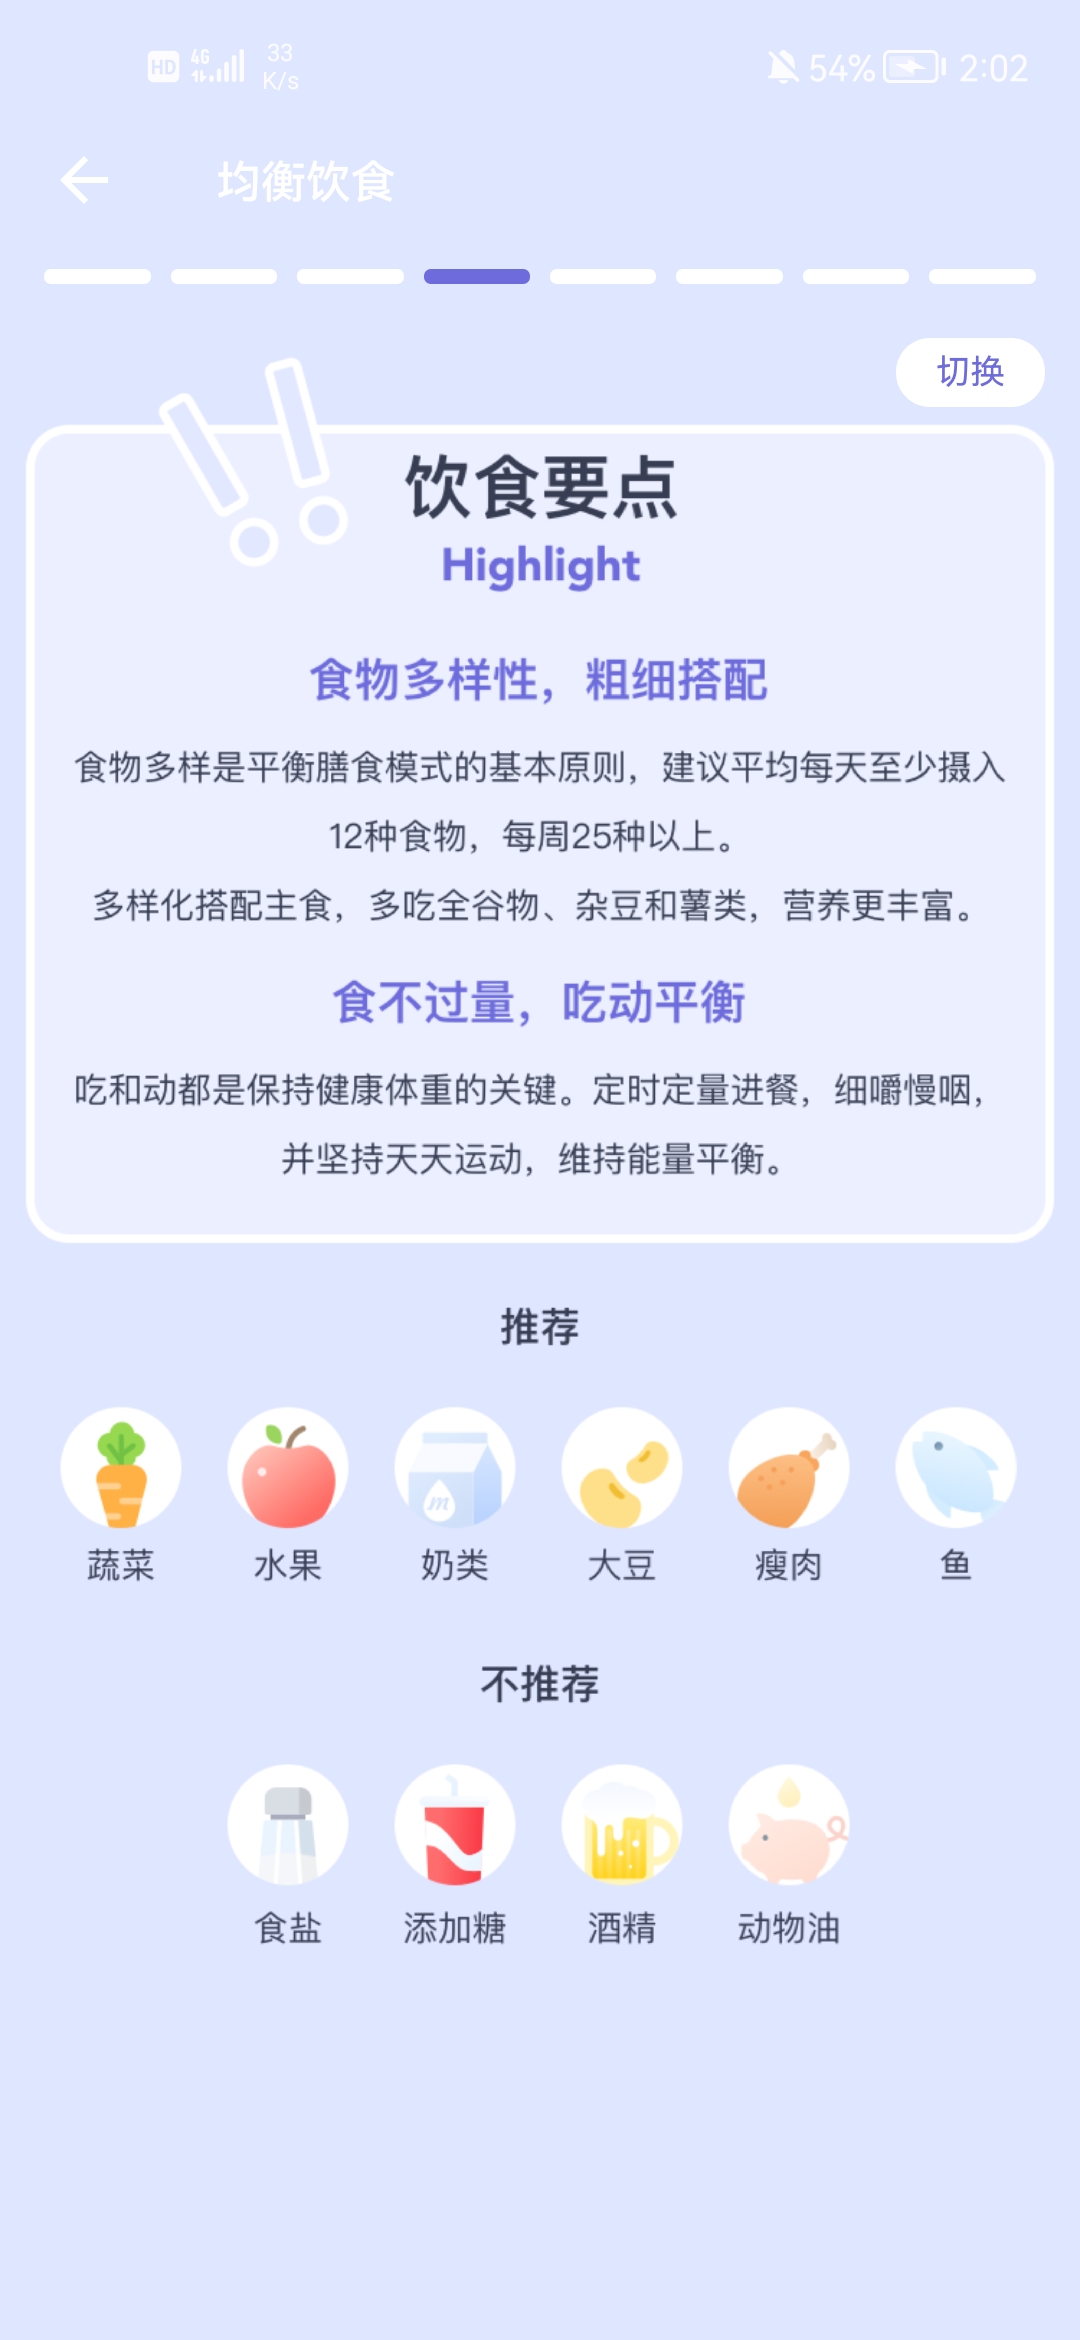 HD 4G 33 K/s 54% 2:02
均衡饮食
切换
饮食要点
Highlight
食物多样性，粗细搭配
食物多样是平衡膳食模式的基本原则，建议平均每天至少摄入
12种食物，每周25种以上。
多样化搭配主食，多吃全谷物、杂豆和薯类，营养更丰富。
食不过量，吃动平衡
吃和动都是保持健康体重的关键。定时定量进餐，细嚼慢咽，
并坚持天天运动，维持能量平衡。
推荐
m
蔬菜 水果 奶类 大豆 瘦肉 鱼
不推荐
食盐 添加糖 酒精 动物油